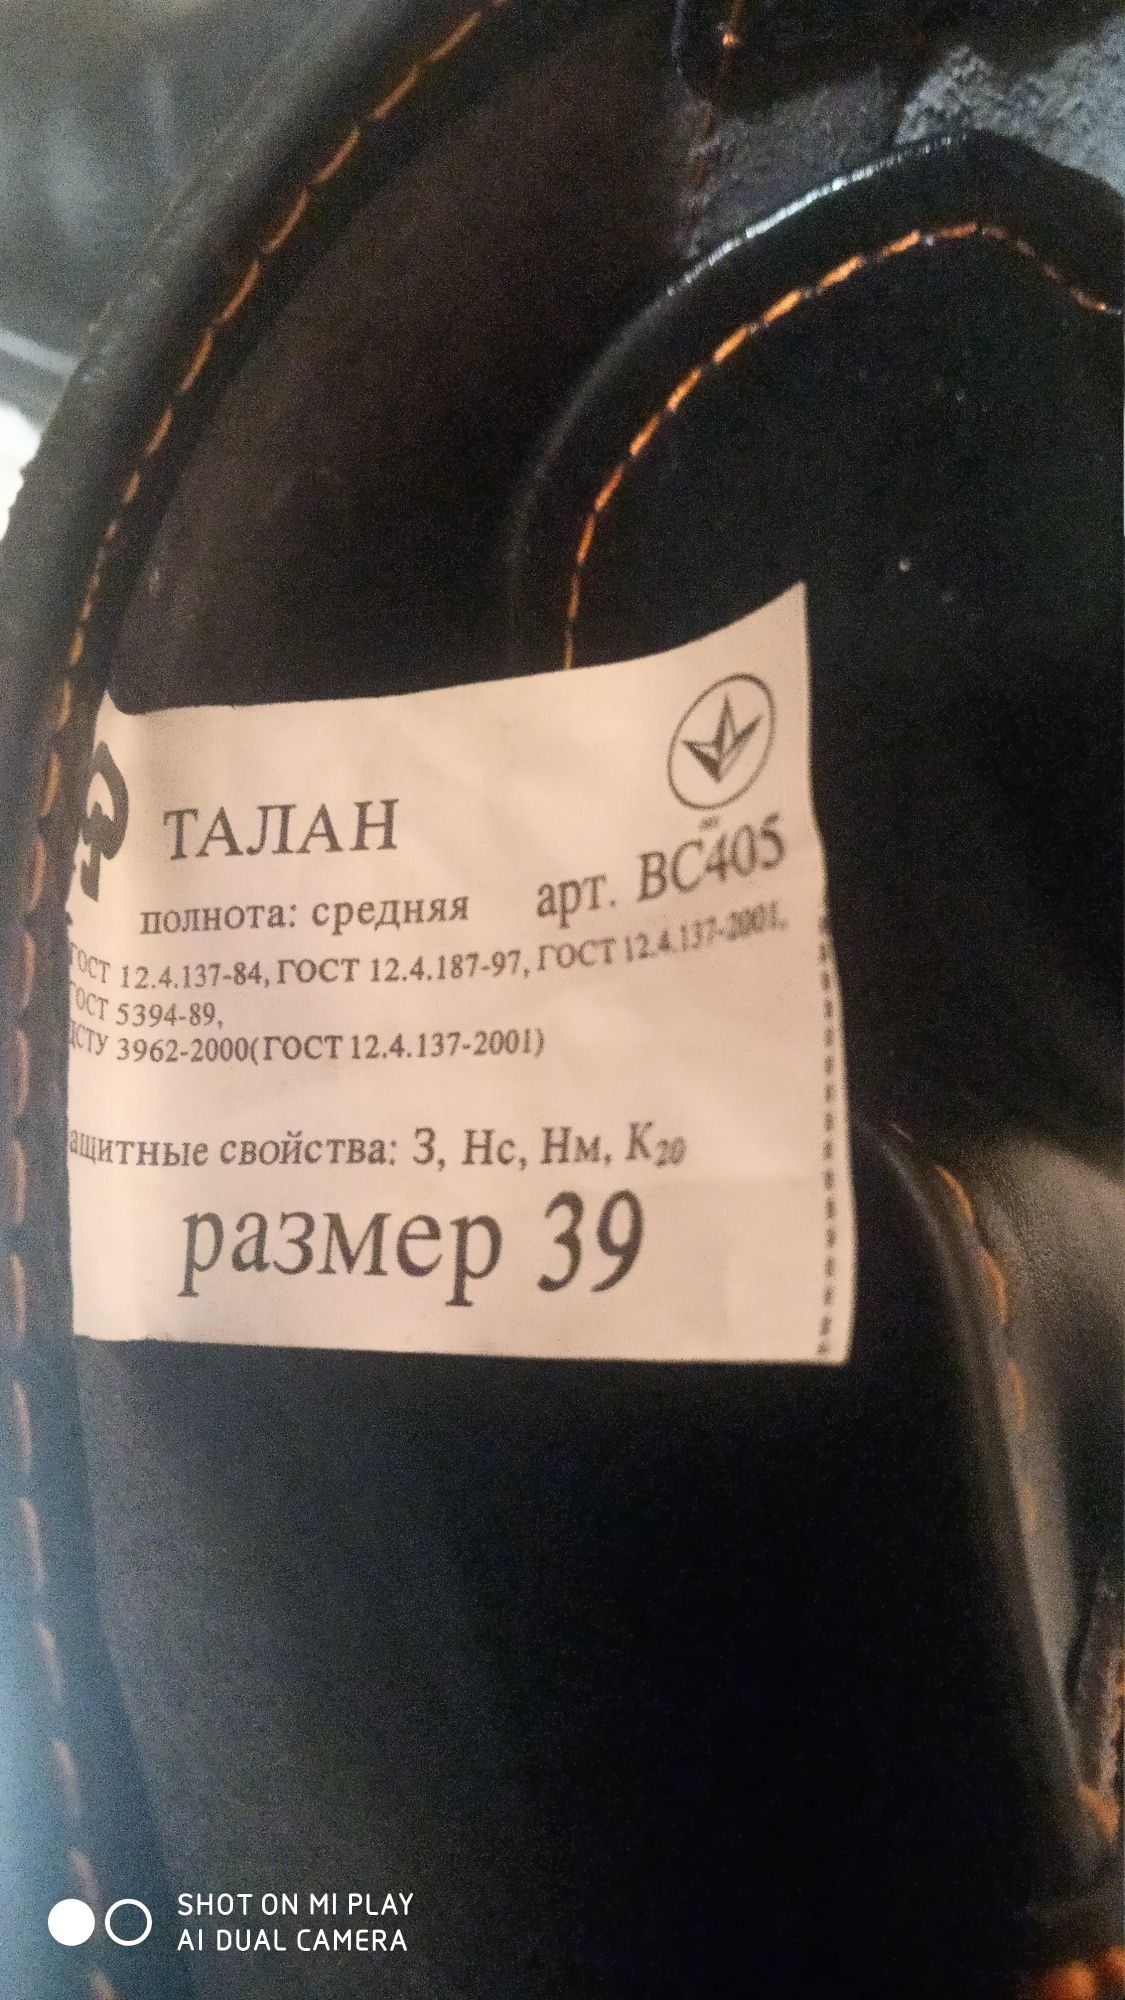 ТАЛАН
полнота: средняя арт. ВС405
ГОСТ 12.4.137-84, ГОСТ 12.4.187-97, ГОСТ 12.4.137-2001,
ГОСТ 5394-89,
ДСТУ 3962-2000(ГОСТ 12.4.137-2001)
ащитные свойства: З, Нс, Нм, К20
размер 39
SHOT ON MI PLAY
AI DUAL CAMERA